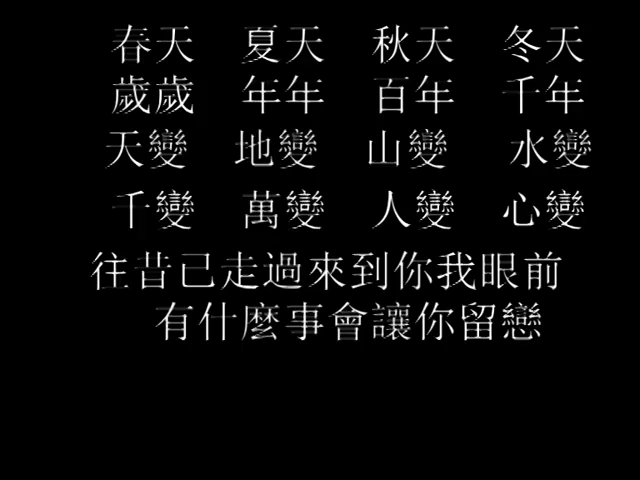 春天 夏天 秋天 冬天
歲歲 年年 百年 千年
天變 地變 山變 水變
千變 萬變 人變 心變
往昔已走過來到你我眼前
有什麼事會讓你留戀